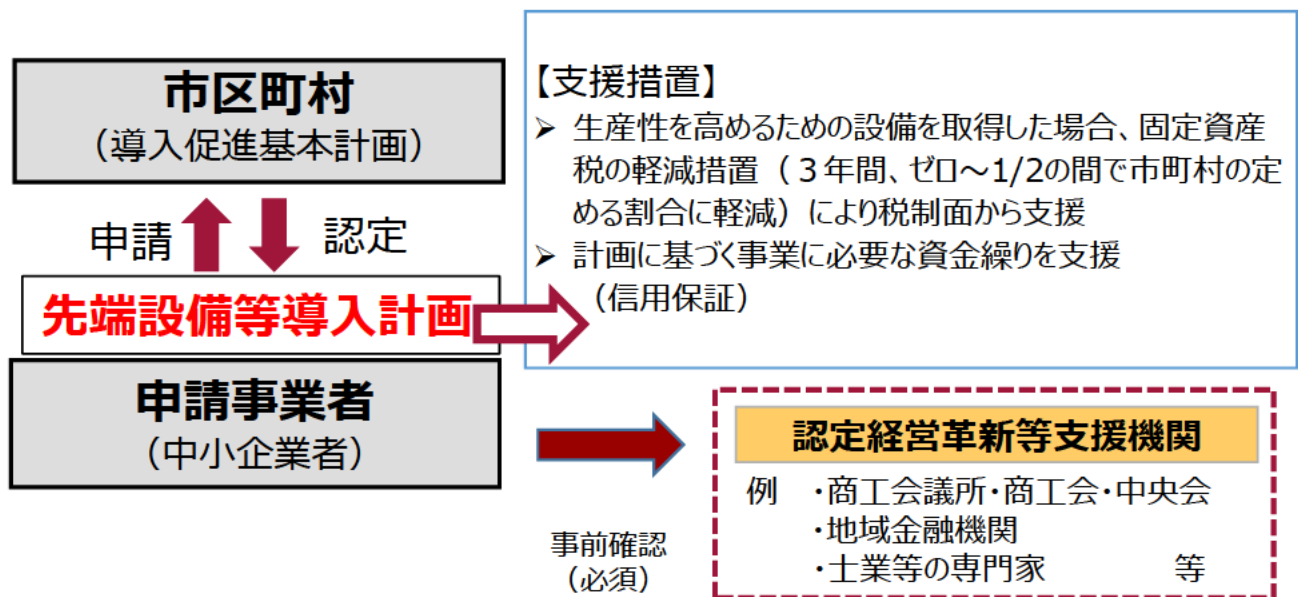 市区町村
（導入促進基本計画）
申請
認定
先端設備等導入計画
申請事業者
（中小企業者）
【支援措置】
➢ 生産性を高めるための設備を取得した場合、固定資産
税の軽減措置（３年間、ゼロ～1/2の間で市町村の定
める割合に軽減）により税制面から支援
➢ 計画に基づく事業に必要な資金繰りを支援
（信用保証）
事前確認
（必須）
認定経営革新等支援機関
例 ・商工会議所・商工会・中央会
・地域金融機関
・士業等の専門家 等